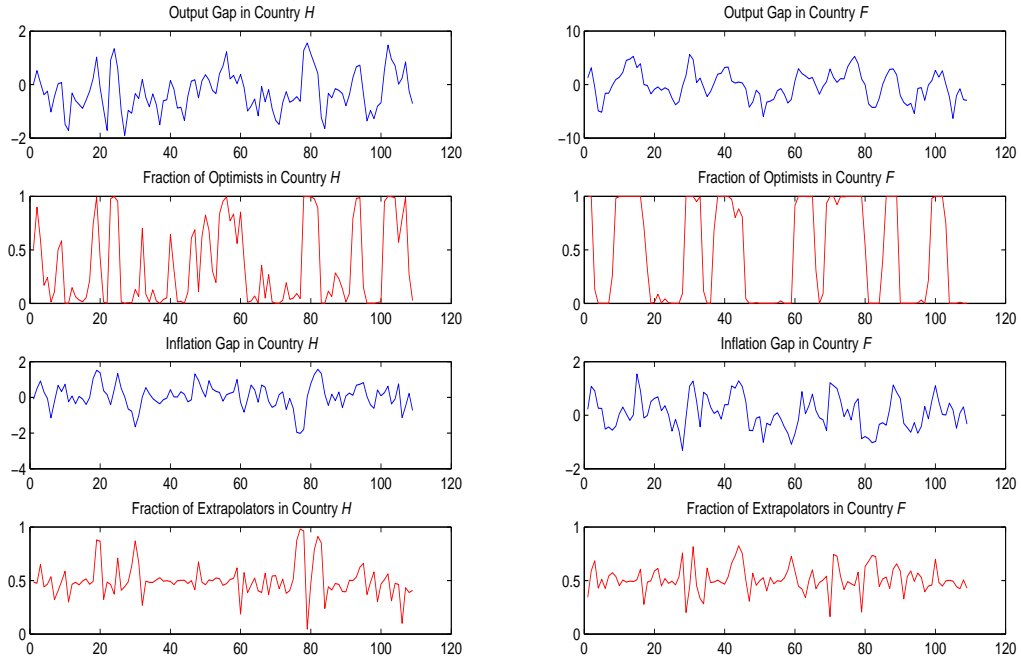 Output Gap in Country H
2
0
−2
0 20 40 60 80 100 120
Output Gap in Country F
10
0
−10
0 20 40 60 80 100 120
Fraction of Optimists in Country H
1
0.5
0
0 20 40 60 80 100 120
Fraction of Optimists in Country F
1
0.5
0
0 20 40 60 80 100 120
Inflation Gap in Country H
2
0
−2
−4
0 20 40 60 80 100 120
Inflation Gap in Country F
2
0
−2
0 20 40 60 80 100 120
Fraction of Extrapolators in Country H
1
0.5
0
0 20 40 60 80 100 120
Fraction of Extrapolators in Country F
1
0.5
0
0 20 40 60 80 100 120